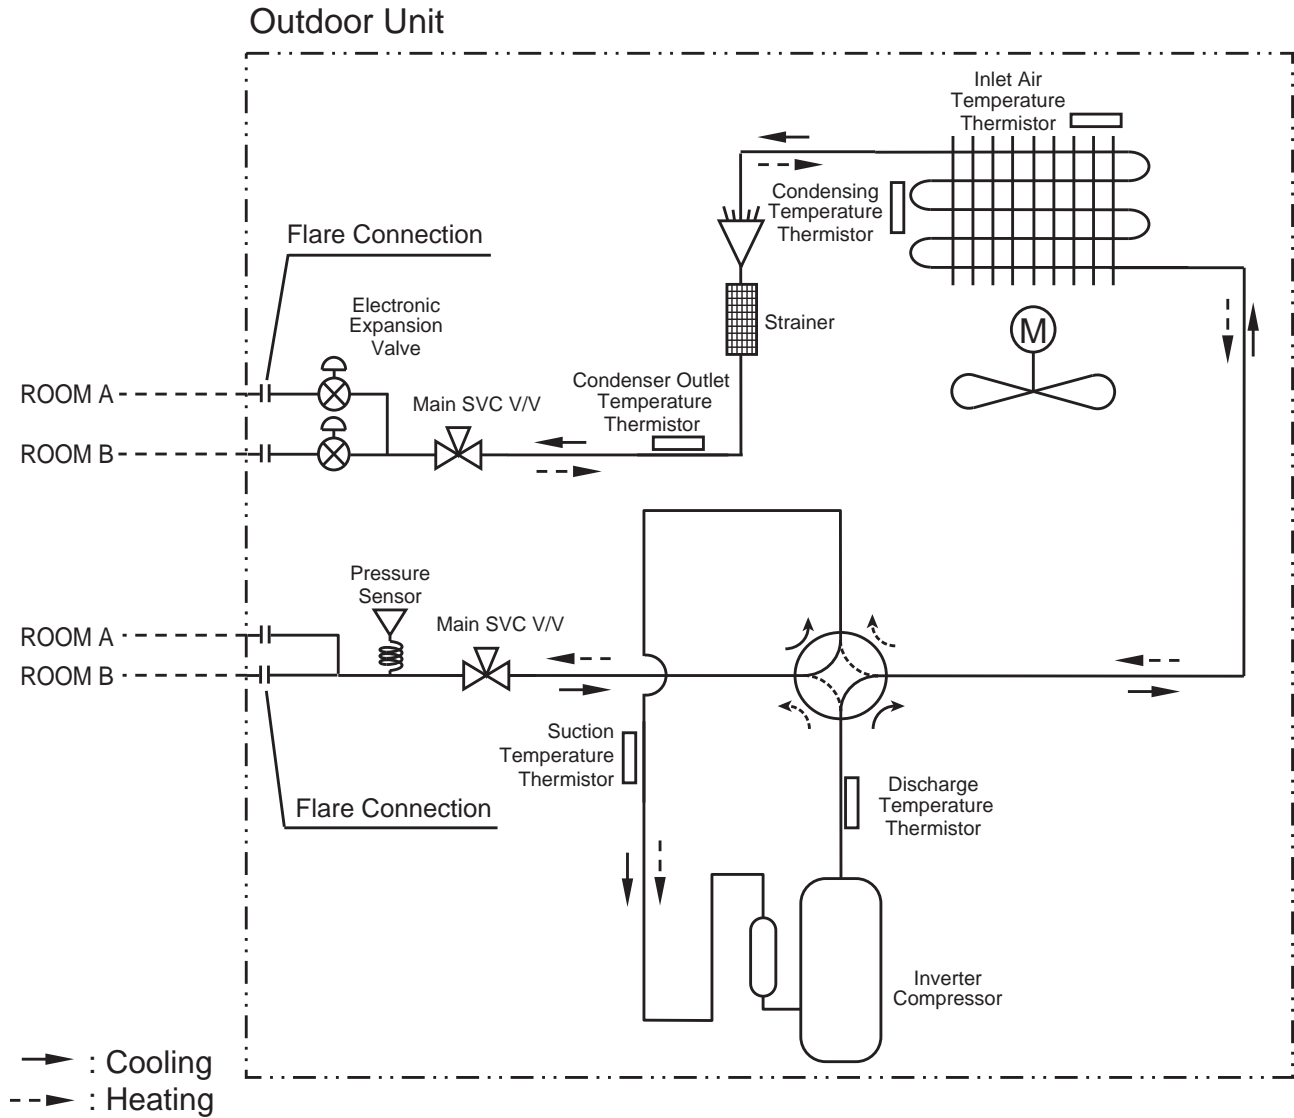 Outdoor Unit
Inlet Air
Temperature
Thermistor
Condensing
Temperature
Thermistor
Flare Connection
Electronic
Expansion
Valve
Strainer
M
ROOM A
Main SVC V/V
Condenser Outlet
Temperature
Thermistor
ROOM B
Pressure
Sensor
Main SVC V/V
ROOM A
ROOM B
Suction
Temperature
Thermistor
Discharge
Temperature
Thermistor
Flare Connection
Inverter
Compressor
: Cooling
: Heating